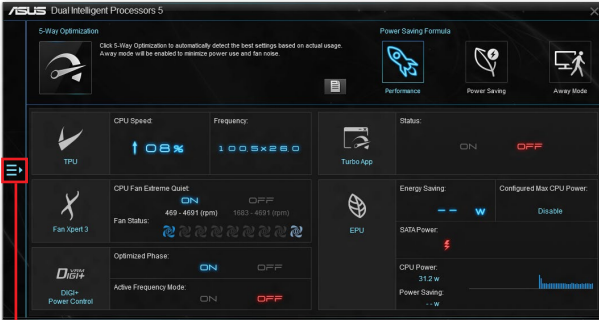 ASUS Dual Intelligent Processors 5
5-Way Optimization
Click 5-Way Optimization to automatically detect the best settings based on actual usage.
Away mode will be enabled to minimize power use and fan noise.
Power Saving Formula
Performance
Power Saving
Away Mode
TPU
CPU Speed:
08%
Frequency:
100.5x26.0
Turbo App
Status:
ON OFF
Fan Xpert 3
CPU Fan Extreme Quiet:
ON OFF
469 - 4691 (rpm) 1683 - 4691 (rpm)
Fan Status:
EPU
Energy Saving:
-- W
Configured Max CPU Power:
Disable
SATA Power:
CPU Power:
31.2 w
Power Saving:
- - w
DIGI+ VRM
DIGI+
Power Control
Optimized Phase:
ON OFF
Active Frequency Mode:
ON OFF